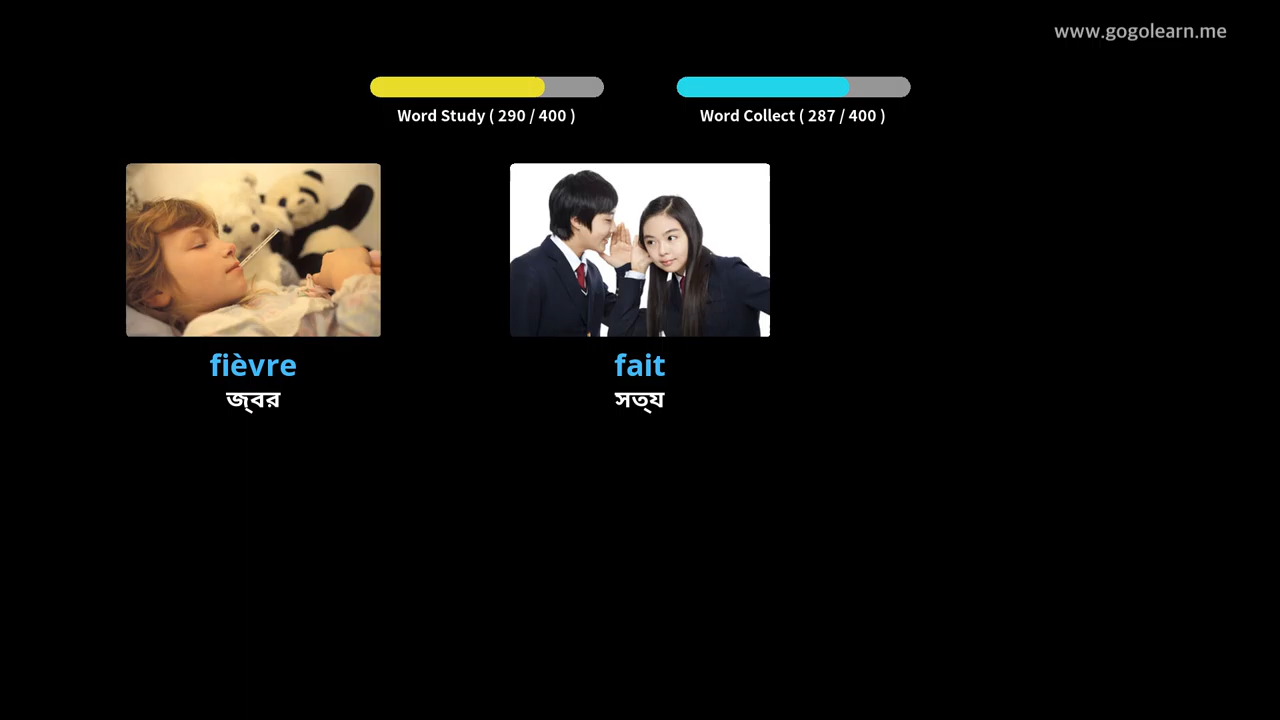 www.gogolearn.me
Word Study ( 290 / 400 )
Word Collect ( 287 / 400 )
fièvre
জ্বর
fait
সত্য